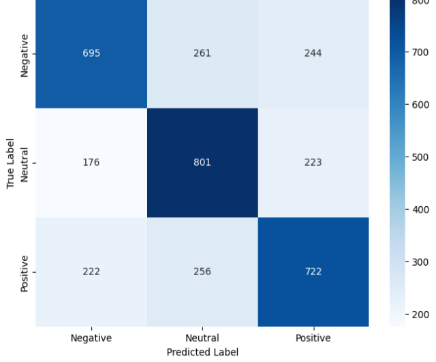 800
Negative
695 261 244
700
600
True Label
Neutral
176 801 223
500
400
Positive
222 256 722
300
200
Negative Neutral Positive
Predicted Label